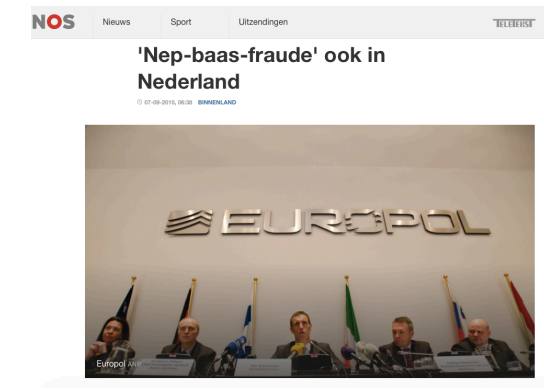 NOS Nieuws Sport Uitzendingen TELETEKST
'Nep-baas-fraude' ook in
Nederland
07-09-2015, 06:38 BINNENLAND
EUROPOL
Europol ANP